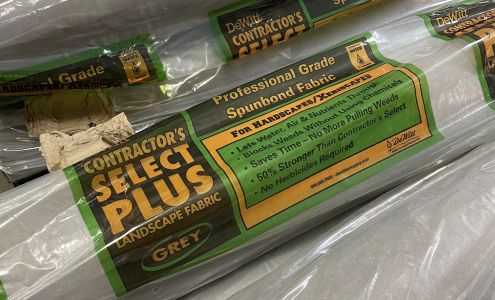 DeWitt
CONTRACTOR'S
SELECT
Professional Grade
HARDSCAPES
CONTRACTOR'S
SELECT
PLUS
LANDSCAPE FABRIC
GREY
Professional Grade
Spunbond Fabric
FOR HARDSCAPES/XERISCAPES
• Lets Water, Air & Nutrients Through
• Blocks Weeds Without Using Chemicals
• Saves Time - No More Pulling Weeds
• 50% Stronger Than Contractor's Select
• No Herbicides Required
DeWitt
DeWitt